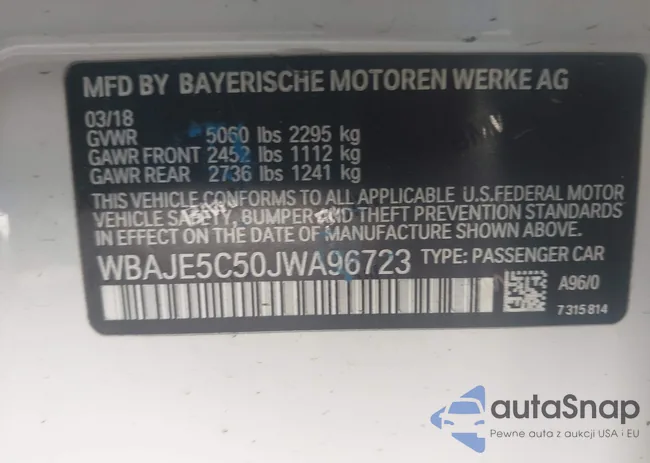 MFD BY BAYERISCHE MOTOREN WERKE AG
03/18
GVWR 5060 lbs 2295 kg
GAWR FRONT 2452 lbs 1112 kg
GAWR REAR 2736 lbs 1241 kg
THIS VEHICLE CONFORMS TO ALL APPLICABLE U.S.FEDERAL MOTOR
VEHICLE SAFETY, BUMPER AND THEFT PREVENTION STANDARDS
IN EFFECT ON THE DATE OF MANUFACTURE SHOWN ABOVE.
WBAJE5C50JWA96723 TYPE: PASSENGER CAR
A96/0
7315814
autaSnap
Pewne auta z aukcji USA i EU